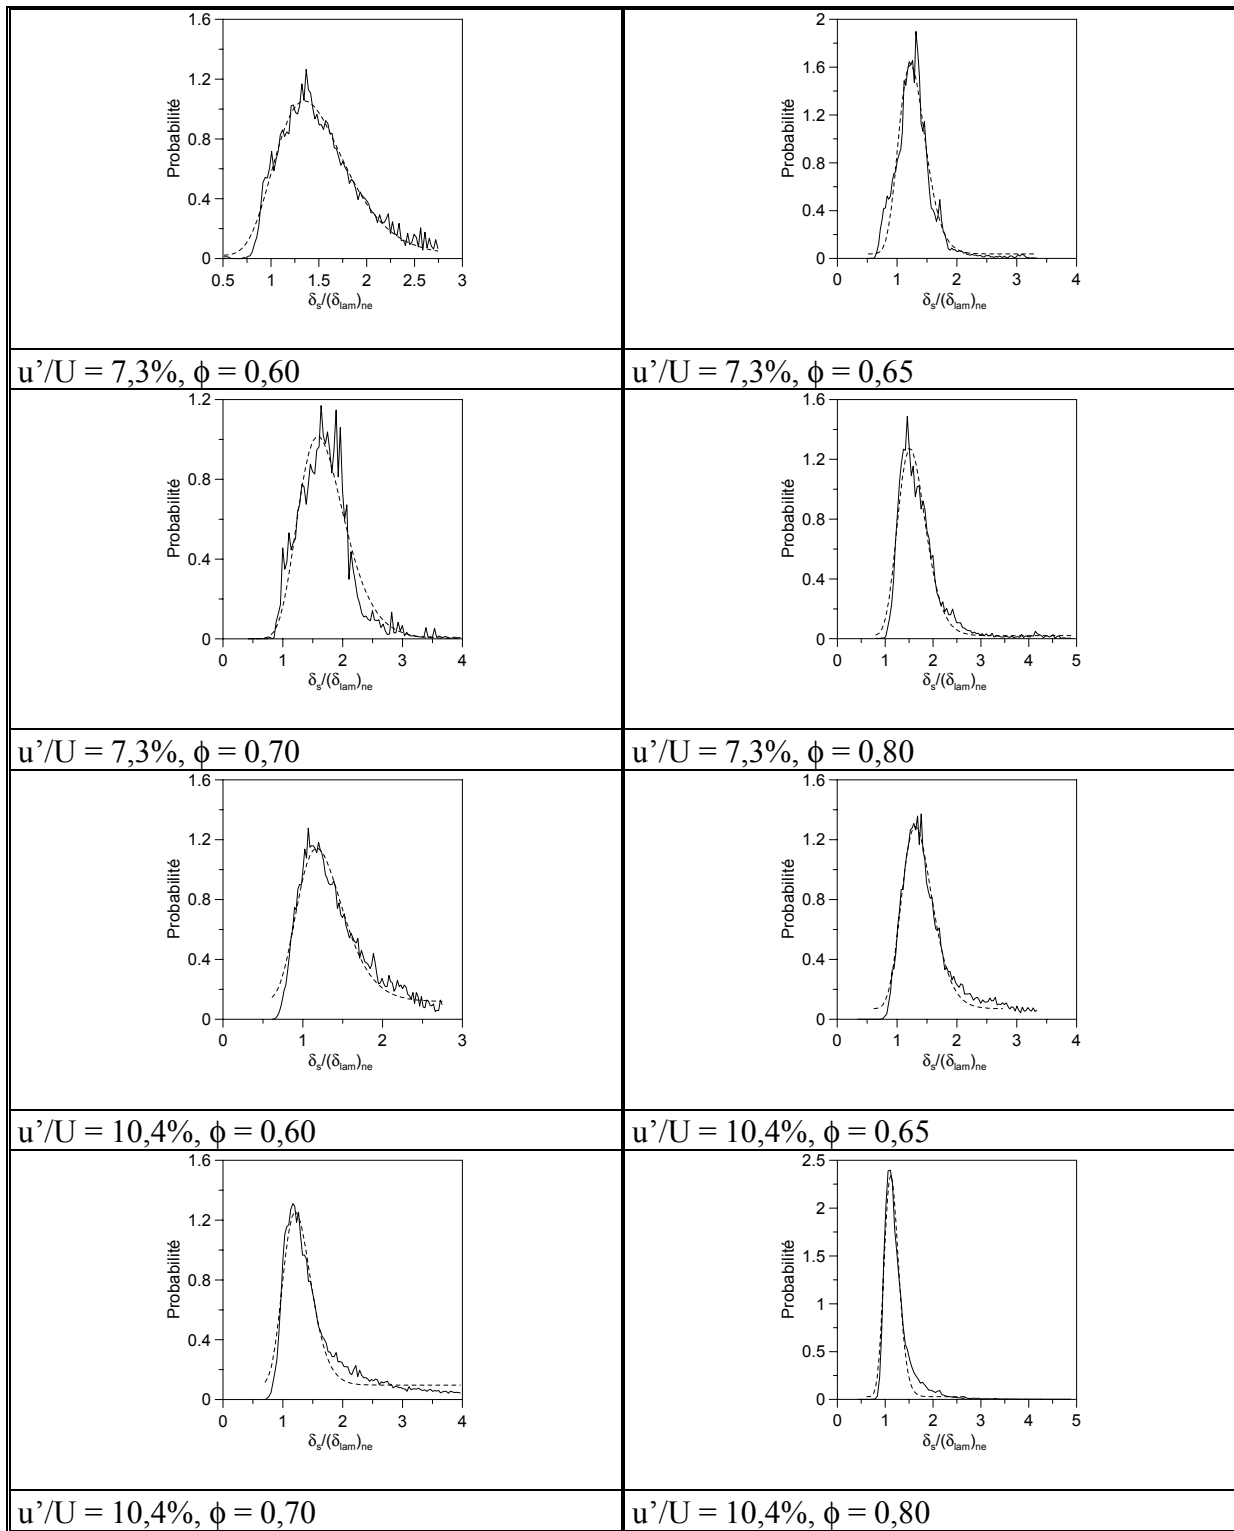 1.6
1.2
0.8
0.4
0
Probabilité
0.5 1 1.5 2 2.5 3
δs/(δlam)ne
2
1.6
1.2
0.8
0.4
0
Probabilité
0 1 2 3 4
δs/(δlam)ne
u’/U = 7,3%, ϕ = 0,60
u’/U = 7,3%, ϕ = 0,65
1.2
0.8
0.4
0
Probabilité
0 1 2 3 4
δs/(δlam)ne
1.6
1.2
0.8
0.4
0
Probabilité
0 1 2 3 4 5
δs/(δlam)ne
u’/U = 7,3%, ϕ = 0,70
u’/U = 7,3%, ϕ = 0,80
1.6
1.2
0.8
0.4
0
Probabilité
0 1 2 3
δs/(δlam)ne
1.6
1.2
0.8
0.4
0
Probabilité
0 1 2 3 4
δs/(δlam)ne
u’/U = 10,4%, ϕ = 0,60
u’/U = 10,4%, ϕ = 0,65
1.6
1.2
0.8
0.4
0
Probabilité
0 1 2 3 4
δs/(δlam)ne
2.5
2
1.5
1
0.5
0
Probabilité
0 1 2 3 4 5
δs/(δlam)ne
u’/U = 10,4%, ϕ = 0,70
u’/U = 10,4%, ϕ = 0,80